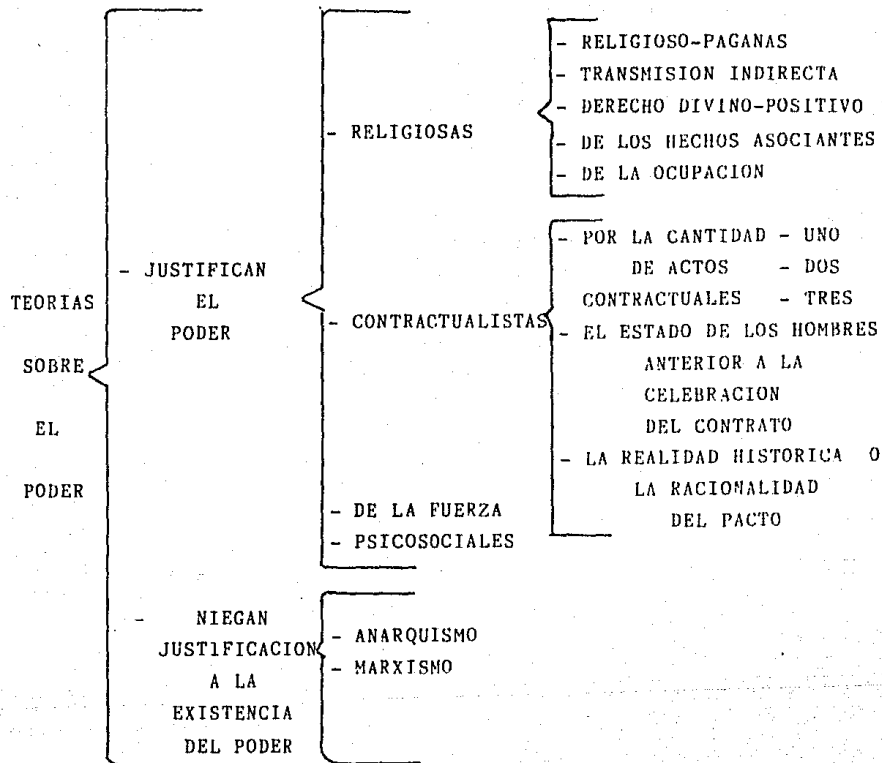 TEORIAS
SOBRE
EL
PODER
- JUSTIFICAN
EL
PODER
- RELIGIOSAS
- RELIGIOSO-PAGANAS
- TRANSMISION INDIRECTA
- DERECHO DIVINO-POSITIVO
- DE LOS HECHOS ASOCIANTES
- DE LA OCUPACION
- CONTRACTUALISTAS
- POR LA CANTIDAD - UNO
DE ACTOS - DOS
CONTRACTUALES - TRES
- EL ESTADO DE LOS HOMBRES
ANTERIOR A LA
CELEBRACION
DEL CONTRATO
- LA REALIDAD HISTORICA O
LA RACIONALIDAD
DEL PACTO
- DE LA FUERZA
- PSICOSOCIALES
- NIEGAN
JUSTIFICACION
A LA
EXISTENCIA
DEL PODER
- ANARQUISMO
- MARXISMO